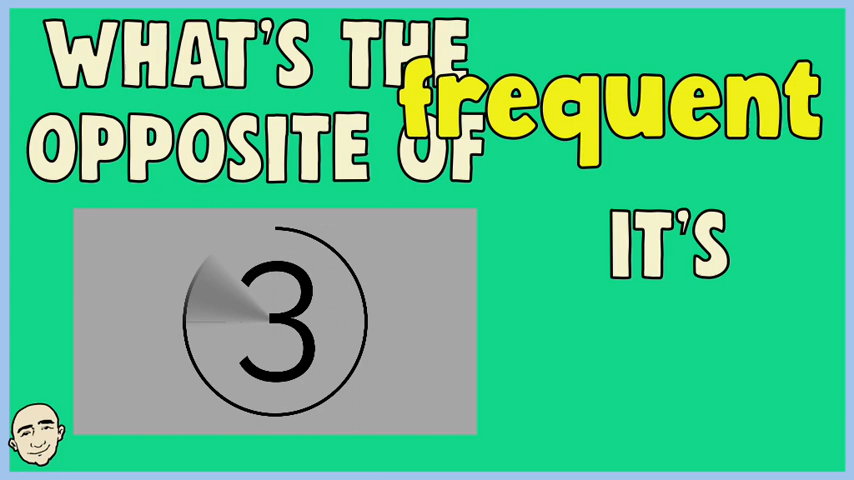 WHAT'S THE
OPPOSITE OF
frequent
IT'S
3